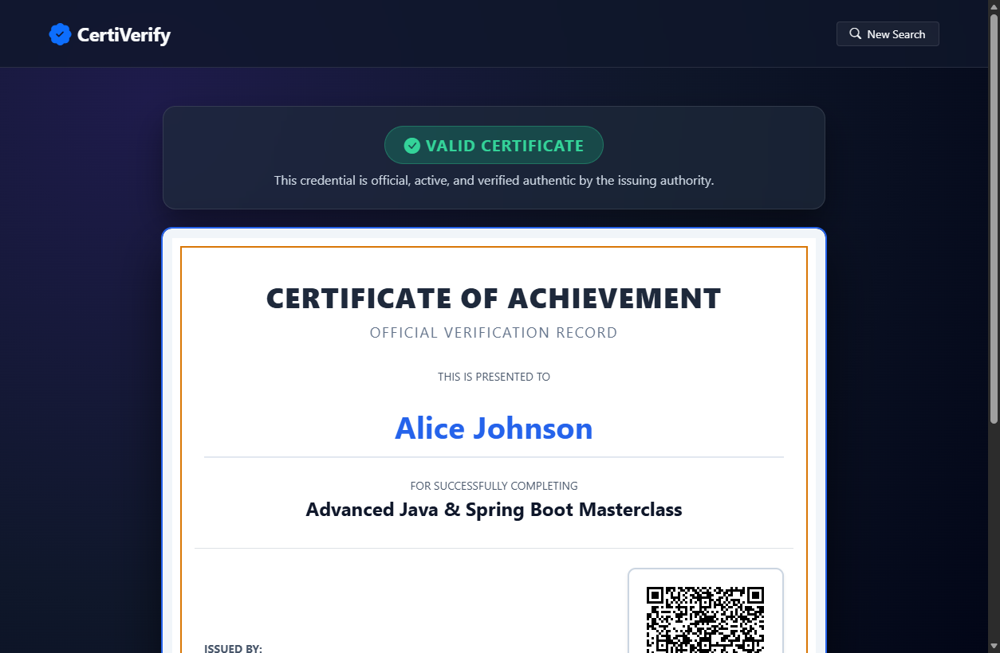 CertiVerify
New Search
VALID CERTIFICATE
This credential is official, active, and verified authentic by the issuing authority.
CERTIFICATE OF ACHIEVEMENT
OFFICIAL VERIFICATION RECORD
THIS IS PRESENTED TO
Alice Johnson
FOR SUCCESSFULLY COMPLETING
Advanced Java & Spring Boot Masterclass
ISSUED BY: